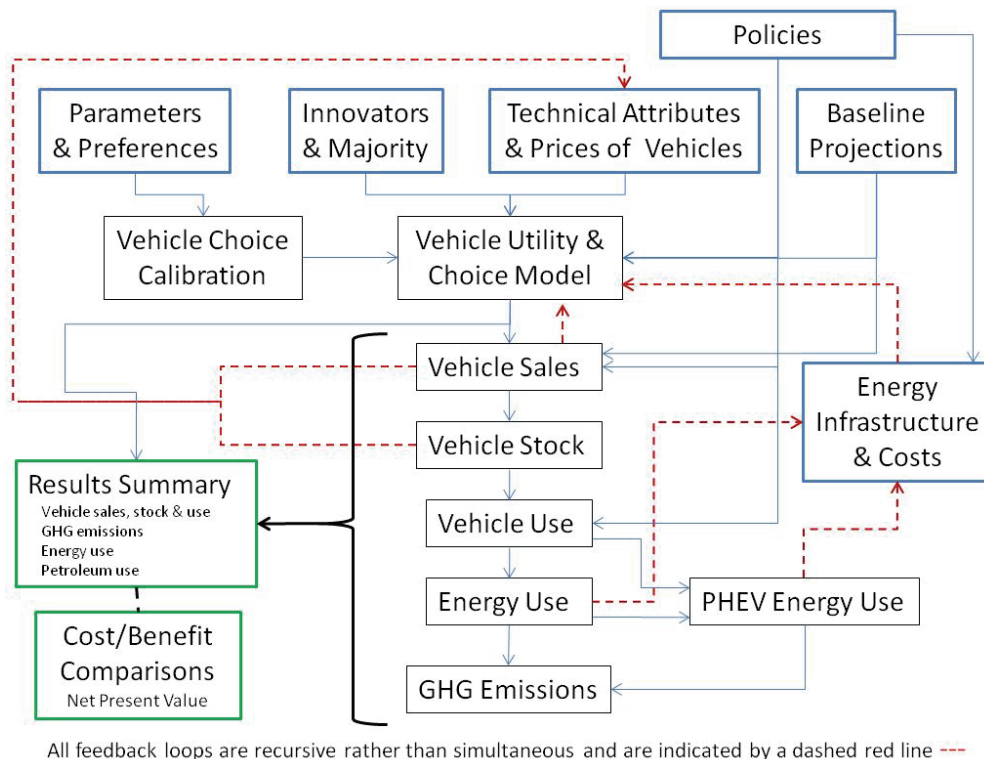 Policies
Parameters
& Preferences
Innovators
& Majority
Technical Attributes
& Prices of Vehicles
Baseline
Projections
Vehicle Choice
Calibration
Vehicle Utility &
Choice Model
Vehicle Sales
Energy
Infrastructure
& Costs
Vehicle Stock
Results Summary
Vehicle sales, stock & use
GHG emissions
Energy use
Petroleum use
Vehicle Use
Energy Use
PHEV Energy Use
Cost/Benefit
Comparisons
Net Present Value
GHG Emissions
All feedback loops are recursive rather than simultaneous and are indicated by a dashed red line